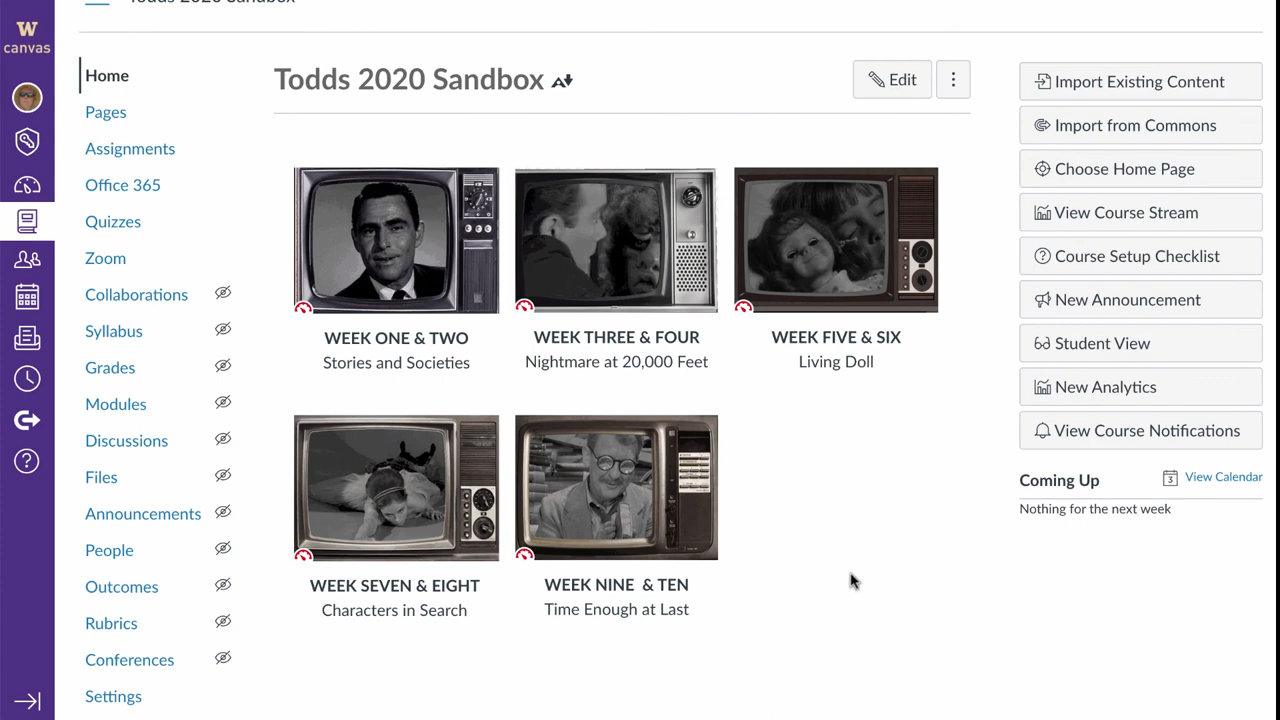 Todds 2020 Sandbox
W
canvas
Home
Pages
Assignments
Office 365
Quizzes
Zoom
Collaborations
Syllabus
Grades
Modules
Discussions
Files
Announcements
People
Outcomes
Rubrics
Conferences
Settings
Todds 2020 Sandbox
Edit
WEEK ONE & TWO
Stories and Societies
WEEK THREE & FOUR
Nightmare at 20,000 Feet
WEEK FIVE & SIX
Living Doll
WEEK SEVEN & EIGHT
Characters in Search
WEEK NINE & TEN
Time Enough at Last
Import Existing Content
Import from Commons
Choose Home Page
View Course Stream
Course Setup Checklist
New Announcement
Student View
New Analytics
View Course Notifications
Coming Up
3 View Calendar
Nothing for the next week